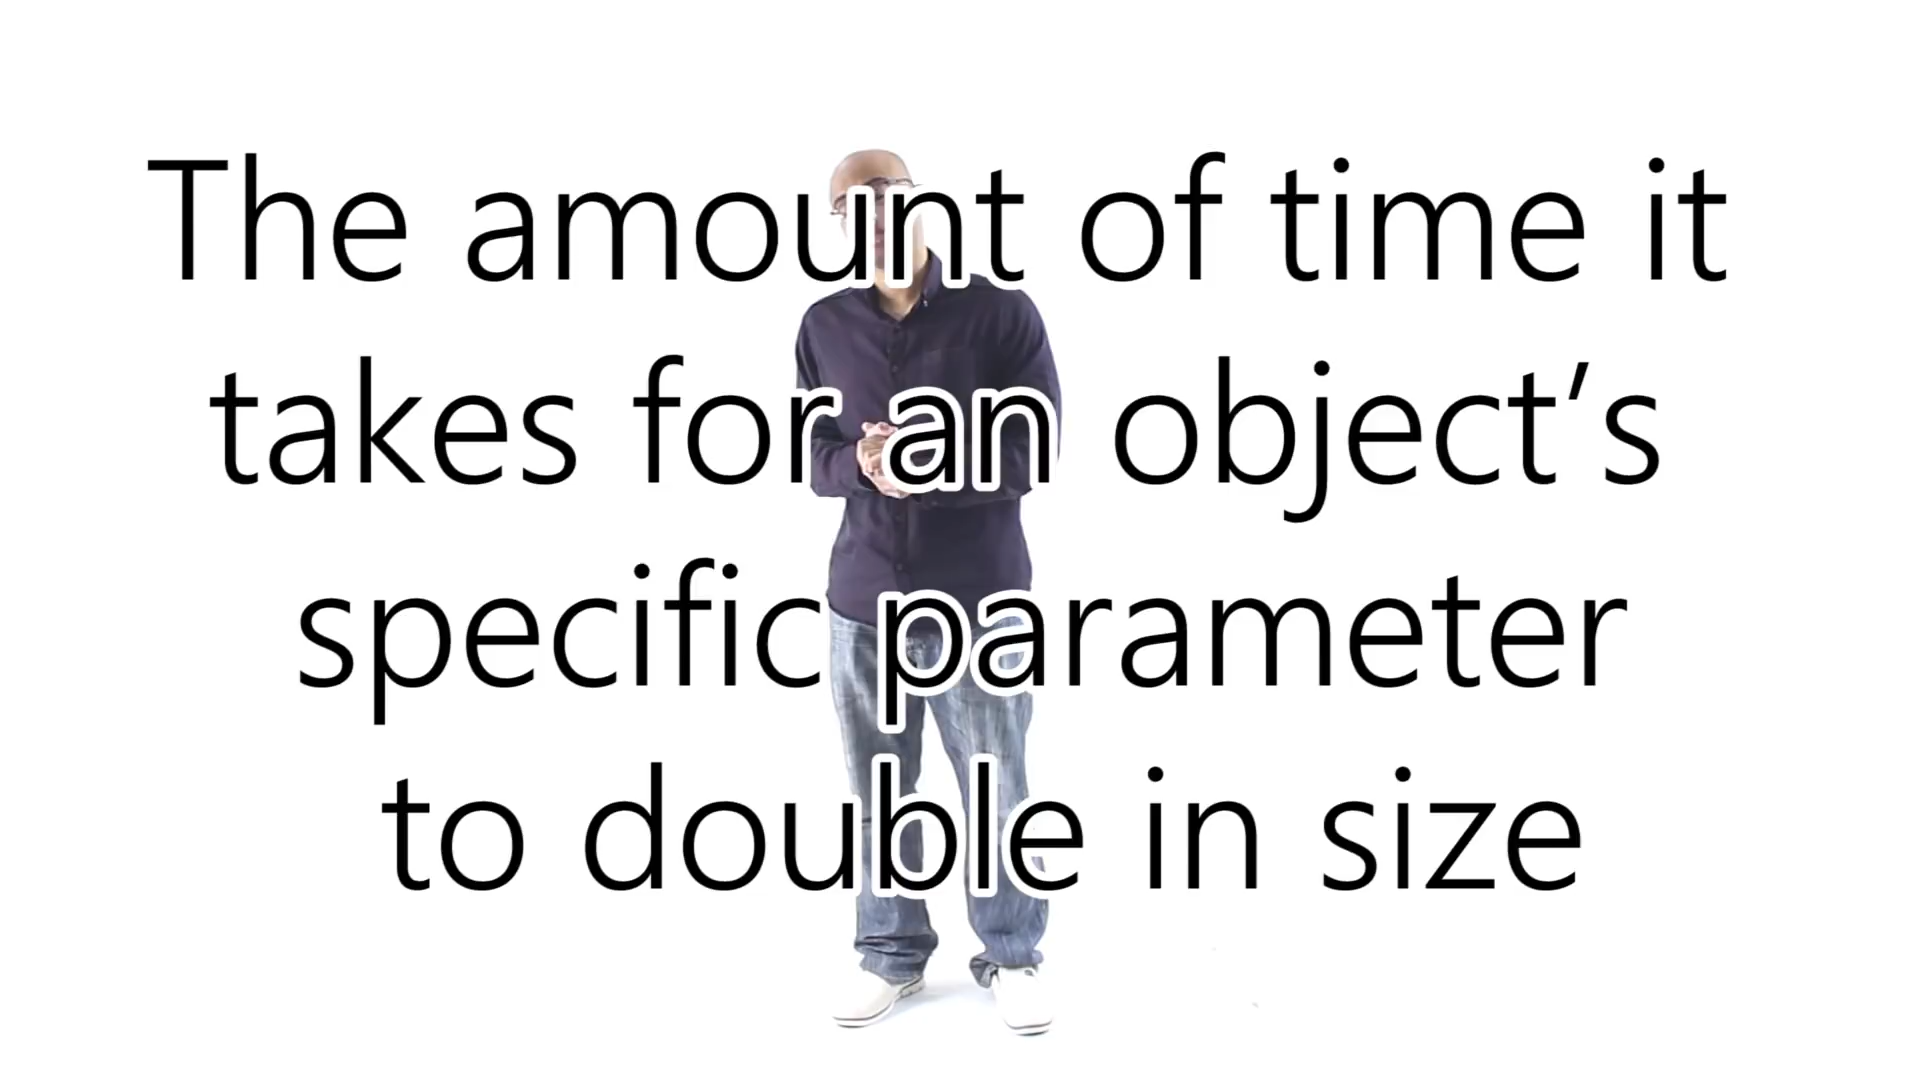 The amount of time it
takes for an object’s
specific parameter
to double in size